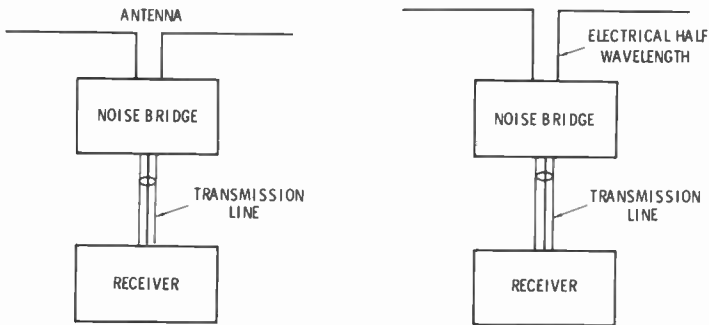 ANTENNA
NOISE BRIDGE
TRANSMISSION
LINE
RECEIVER
ELECTRICAL HALF
WAVELENGTH
NOISE BRIDGE
TRANSMISSION
LINE
RECEIVER